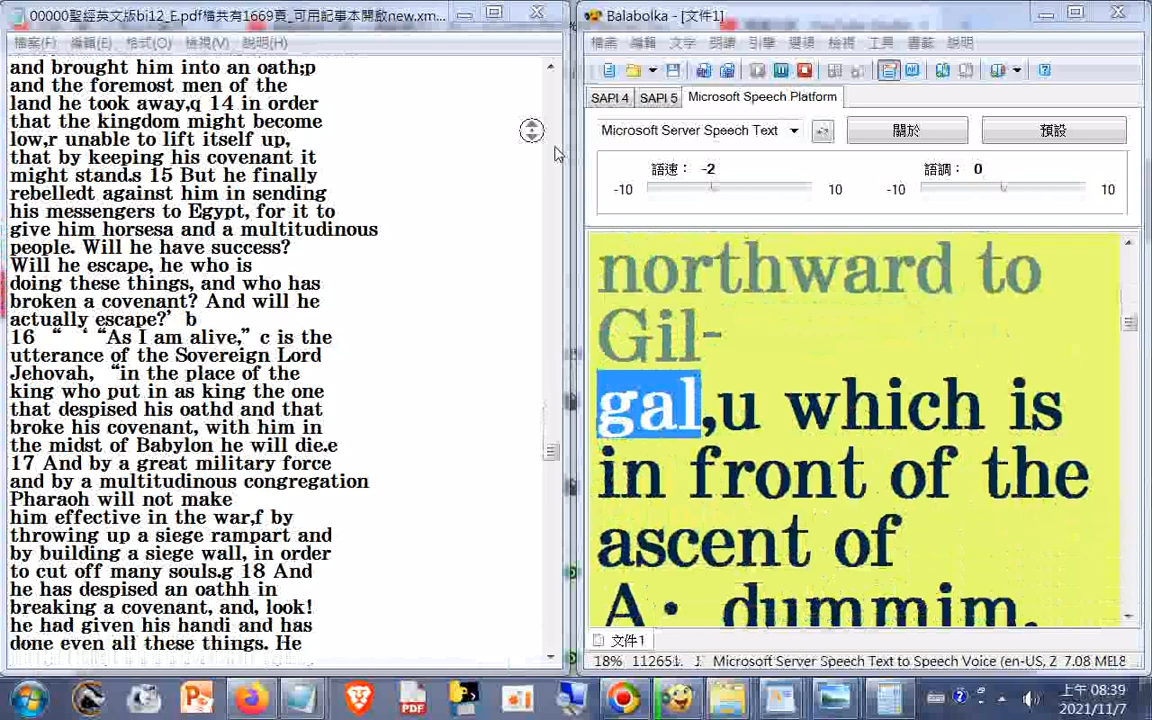 00000聖經英文版bi12_E.pdf檔共有1669頁_可用記事本開啟new.xm...
檔案(F) 編輯(E) 格式(O) 檢視(V) 說明(H)
and brought him into an oath;p
and the foremost men of the
land he took away,q 14 in order
that the kingdom might become
low,r unable to lift itself up,
that by keeping his covenant it
might stand.s 15 But he finally
rebelledt against him in sending
his messengers to Egypt, for it to
give him horsesa and a multitudinous
people. Will he have success?
Will he escape, he who is
doing these things, and who has
broken a covenant? And will he
actually escape?’ b
16 “ ‘ “As I am alive,” c is the
utterance of the Sovereign Lord
Jehovah, “in the place of the
king who put in as king the one
that despised his oathd and that
broke his covenant, with him in
the midst of Babylon he will die.e
17 And by a great military force
and by a multitudinous congregation
Pharaoh will not make
him effective in the war,f by
throwing up a siege rampart and
by building a siege wall, in order
to cut off many souls.g 18 And
he has despised an oathh in
breaking a covenant, and, look!
he had given his handi and has
done even all these things. He
Balabolka - [文件1]
檔案 編輯 文字 朗讀 引擎 選項 檢視 工具 書籤 說明
SAPI 4 SAPI 5 Microsoft Speech Platform
Microsoft Server Speech Text 關於 預設
語速： -2 語調： 0
-10 10 -10 10
northward to
Gil-
gal,u which is
in front of the
ascent of
A· dummim,
文件1
18% 112651. Microsoft Server Speech Text to Speech Voice (en-US, Z 7.08 MEL8
PDF
上午 08:39
2021/11/7